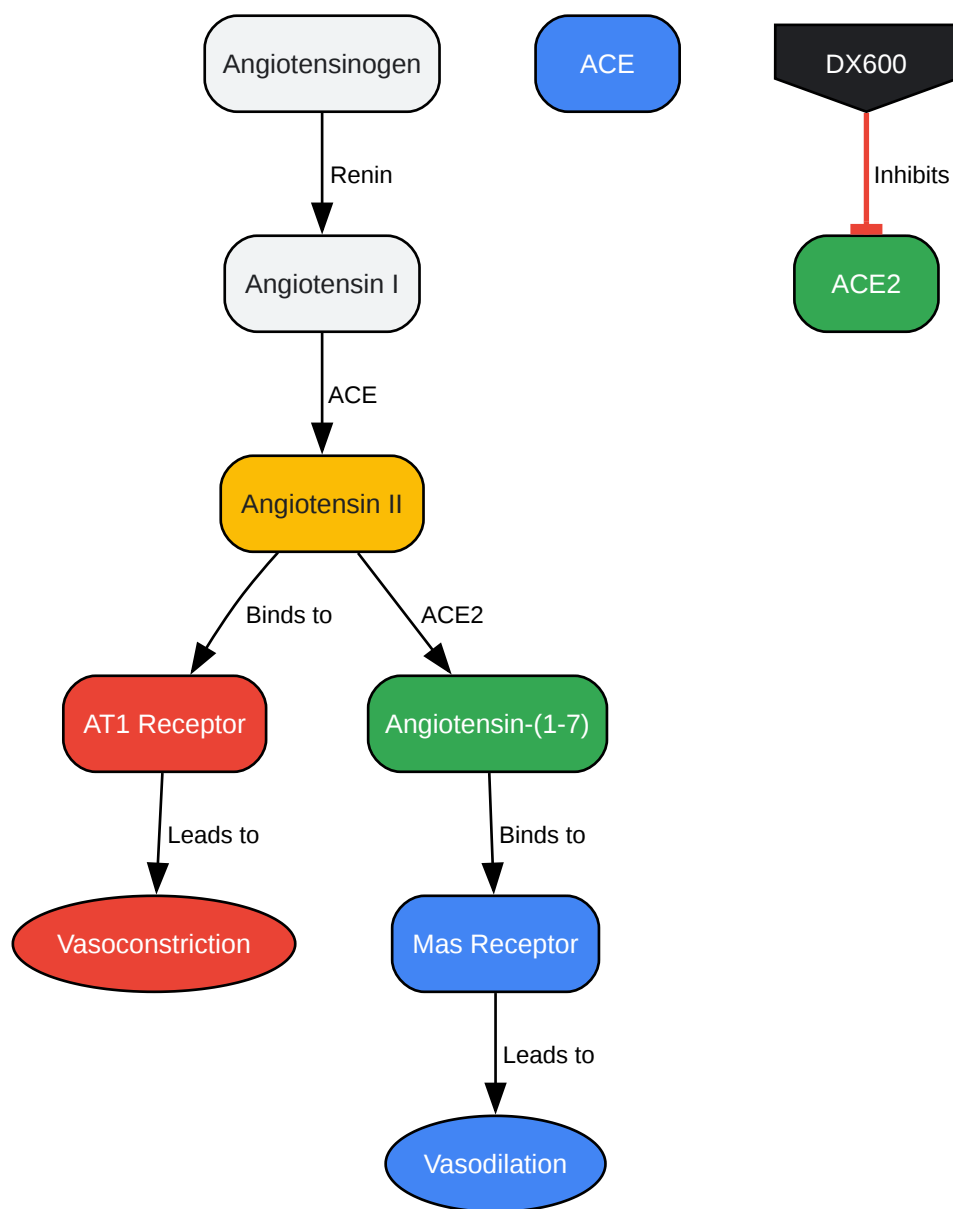 Angiotensinogen
ACE
DX600
Renin
Inhibits
Angiotensin I
ACE2
ACE
Angiotensin II
Binds to
ACE2
AT1 Receptor
Angiotensin-(1-7)
Leads to
Binds to
Vasoconstriction
Mas Receptor
Leads to
Vasodilation